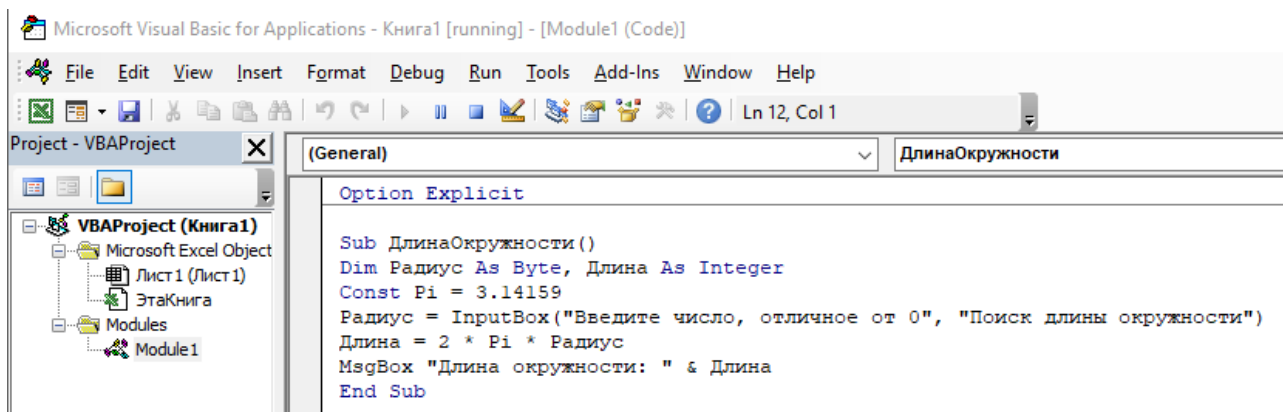 Microsoft Visual Basic for Applications - Книга1 [running] - [Module1 (Code)]
File Edit View Insert Format Debug Run Tools Add-Ins Window Help
Ln 12, Col 1
Project - VBAProject
(General)
ДлинаОкружности
VBAProject (Книга1)
Microsoft Excel Object
Лист1 (Лист1)
ЭтаКнига
Modules
Module1
Option Explicit
Sub ДлинаОкружности()
Dim Радиус As Byte, Длина As Integer
Const Pi = 3.14159
Радиус = InputBox("Введите число, отличное от 0", "Поиск длины окружности")
Длина = 2 * Pi * Радиус
MsgBox "Длина окружности: " & Длина
End Sub